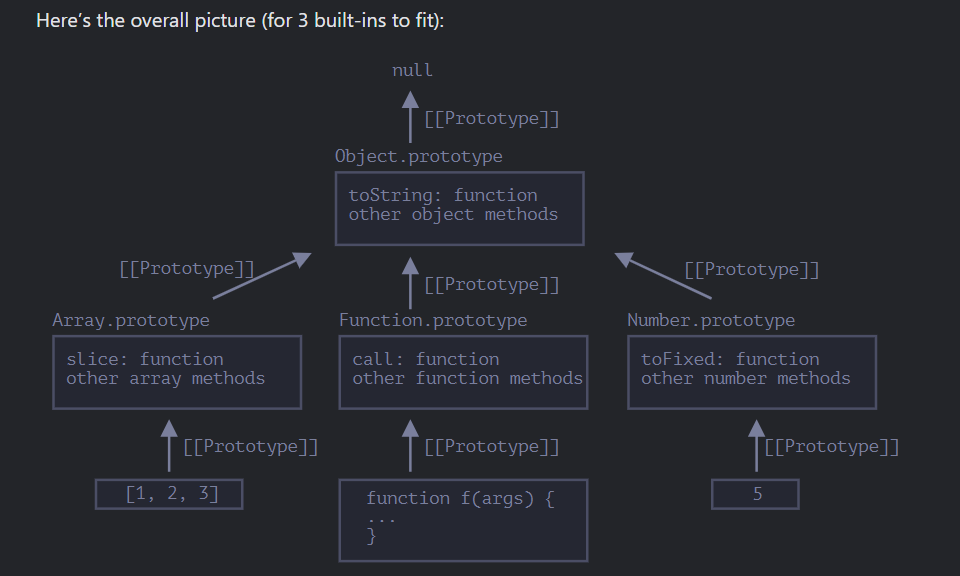 Here’s the overall picture (for 3 built-ins to fit):
null
[[Prototype]]
Object.prototype
toString: function
other object methods
[[Prototype]]
[[Prototype]]
[[Prototype]]
Array.prototype
Function.prototype
Number.prototype
slice: function
other array methods
call: function
other function methods
toFixed: function
other number methods
[[Prototype]]
[[Prototype]]
[[Prototype]]
[1, 2, 3]
function f(args) {
...
}
5